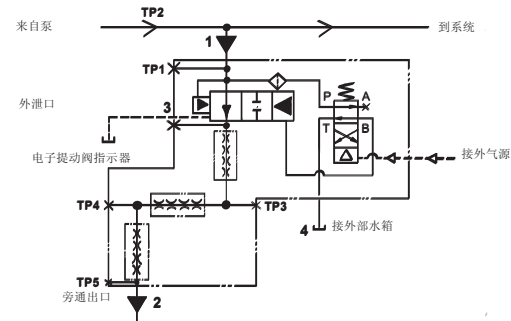 来自泵
TP2
到系统
1
TP1
外泄口
3
P
A
T
B
电子提动阀指示器
接外气源
TP4
TP3
4
接外部水箱
TP5
旁通出口
2